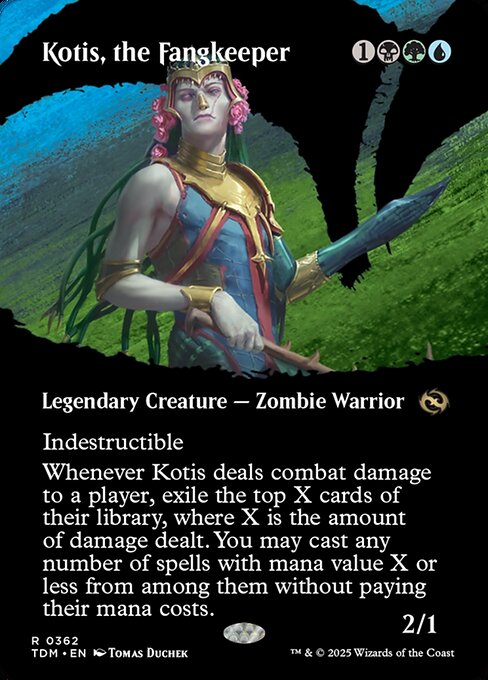 Kotis, the Fangkeeper 1
Legendary Creature — Zombie Warrior
Indestructible
Whenever Kotis deals combat damage
to a player, exile the top X cards of
their library, where X is the amount
of damage dealt. You may cast any
number of spells with mana value X or
less from among them without paying
their mana costs.
2/1
R 0362
TDM • EN Tomas Duchek
™ & © 2025 Wizards of the Coast